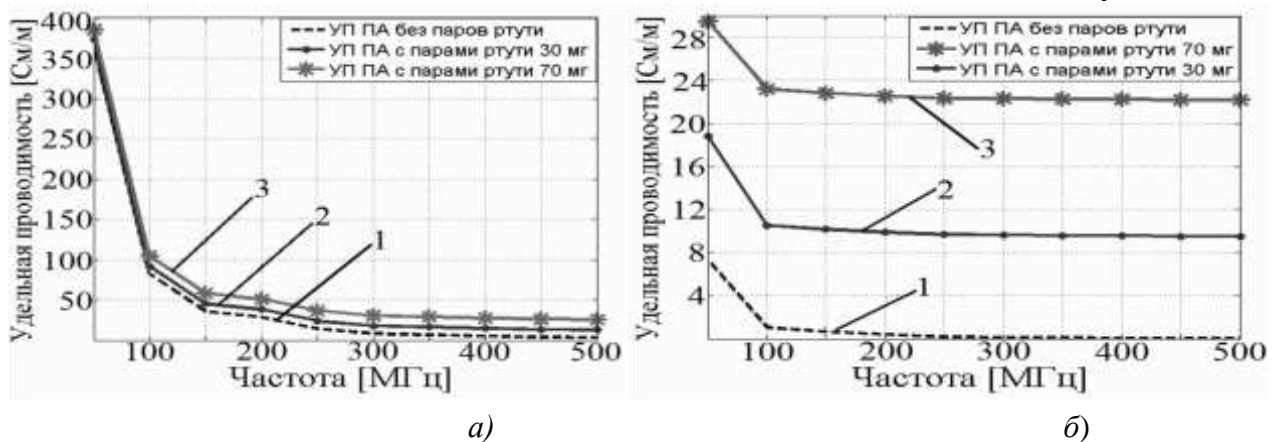 УП ПА без паров ртути
УП ПА с парами ртути 30 мг
УП ПА с парами ртути 70 мг
Удельная проводимость [См/м]
400
350
300
250
200
150
100
50
3
2
1
100
200
300
400
500
Частота [МГц]
а)
УП ПА без паров ртути
УП ПА с парами ртути 70 мг
УП ПА с парами ртути 30 мг
Удельная проводимость [См/м]
28
24
20
16
12
8
4
3
2
1
100
200
300
400
500
Частота [МГц]
б)